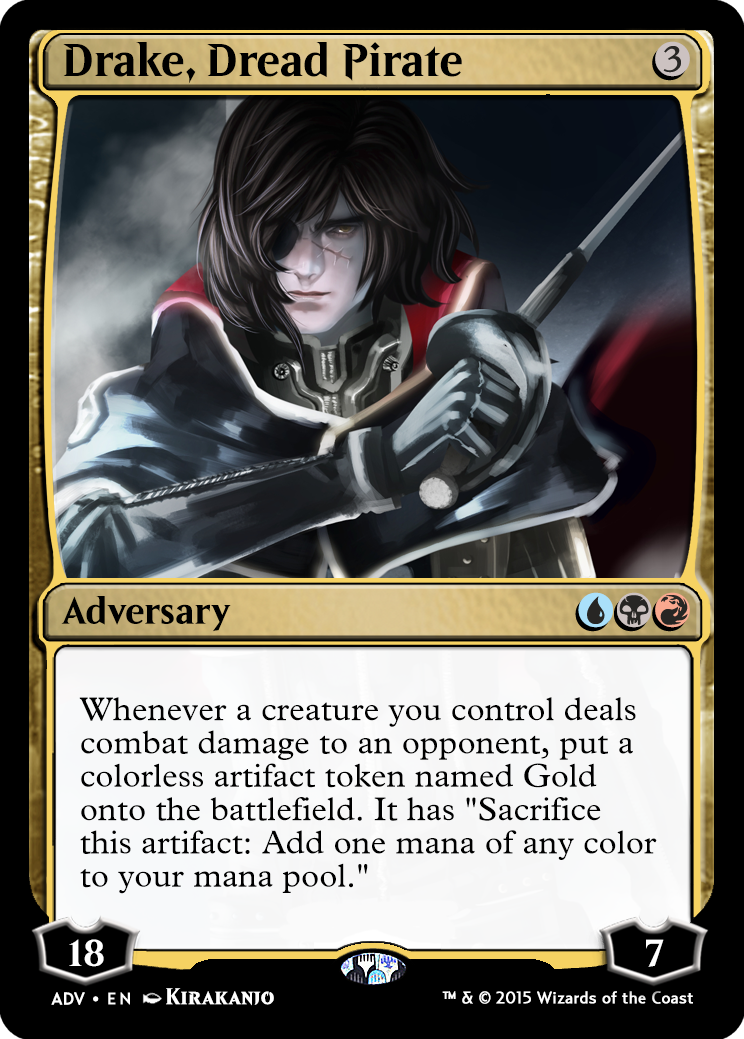 Drake, Dread Pirate 3
Adversary
Whenever a creature you control deals
combat damage to an opponent, put a
colorless artifact token named Gold
onto the battlefield. It has "Sacrifice
this artifact: Add one mana of any color
to your mana pool."
18
7
ADV • EN KIRAKANJO
™ & © 2015 Wizards of the Coast